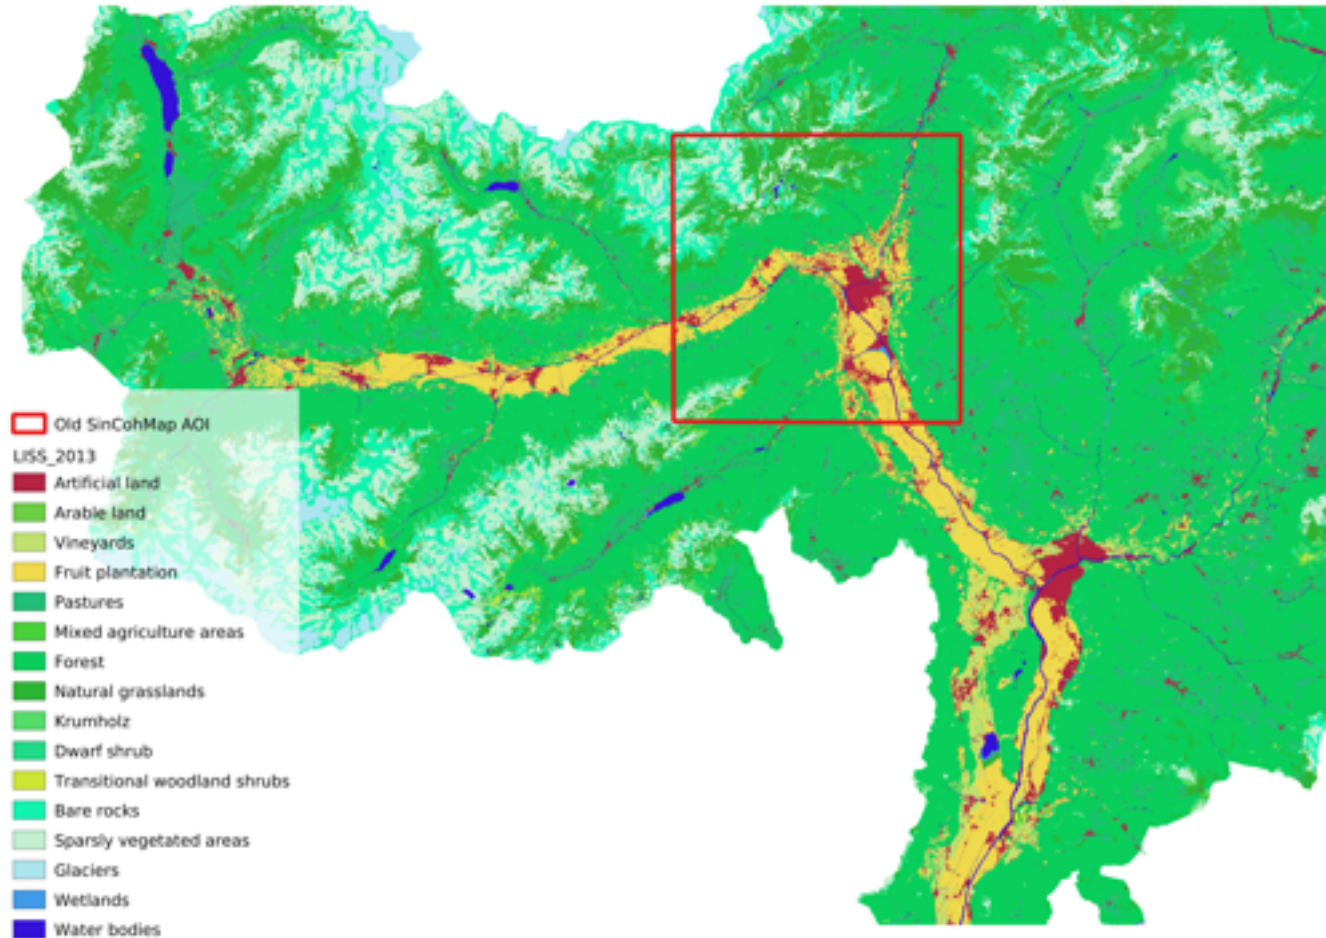 Old SinCohMap AOI
LISS_2013
Artificial land
Arable land
Vineyards
Fruit plantation
Pastures
Mixed agriculture areas
Forest
Natural grasslands
Krumholz
Dwarf shrub
Transitional woodland shrubs
Bare rocks
Sparsly vegetated areas
Glaciers
Wetlands
Water bodies